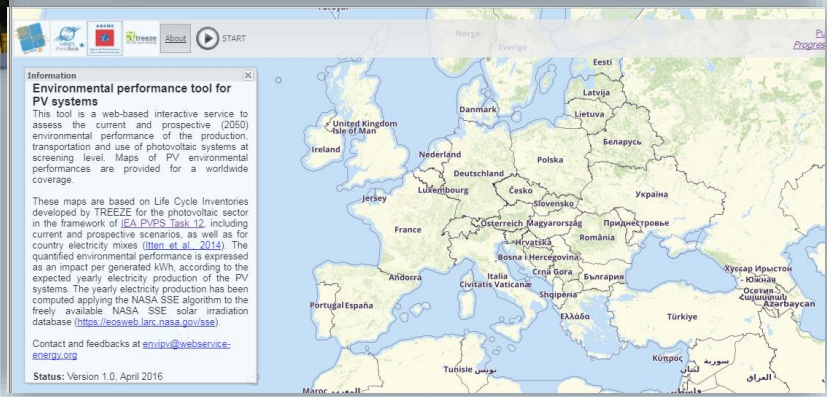 Norge
Sverige
ADEME
treeze
About
START
Pu
Progres
Information
Environmental performance tool for
PV systems
This tool is a web-based interactive service to
assess the current and prospective (2050)
environmental performance of the production,
transportation and use of photovoltaic systems at
screening level. Maps of PV environmental
performances are provided for a worldwide
coverage.
These maps are based on Life Cycle Inventories
developed by TREEZE for the photovoltaic sector
in the framework of IEA PVPS Task 12, including
current and prospective scenarios, as well as for
country electricity mixes (Itten et al., 2014). The
quantified environmental performance is expressed
as an impact per generated kWh, according to the
expected yearly electricity production of the PV
systems. The yearly electricity production has been
computed applying the NASA SSE algorithm to the
freely available NASA SSE solar irradiation
database (https://eosweb.larc.nasa.gov/sse).
Contact and feedbacks at envipv@webservice-
energy.org
Status: Version 1.0, April 2016
Eesti
Latvija
Danmark
Lietuva
United Kingdom
Isle of Man
Беларусь
Ireland
Nederland
Polska
Deutschland
Luxembourg
Česko
Україна
Jersey
Slovensko
Österreich
Magyarország
Приднестровье
France
Hrvatska
România
Bosna i Hercegovina
Andorra
Italia
Crna Gora
България
Хуссар Ирыстон
- Южная
Осетия
Civitatis Vaticanæ
Shqipëria
Հայաստան
Azərbaycan
Portugal
España
Ελλάδα
Türkiye
Κύπρος
سورية
لبنان
العراق
Tunisie تونس
Maroc
المغرب